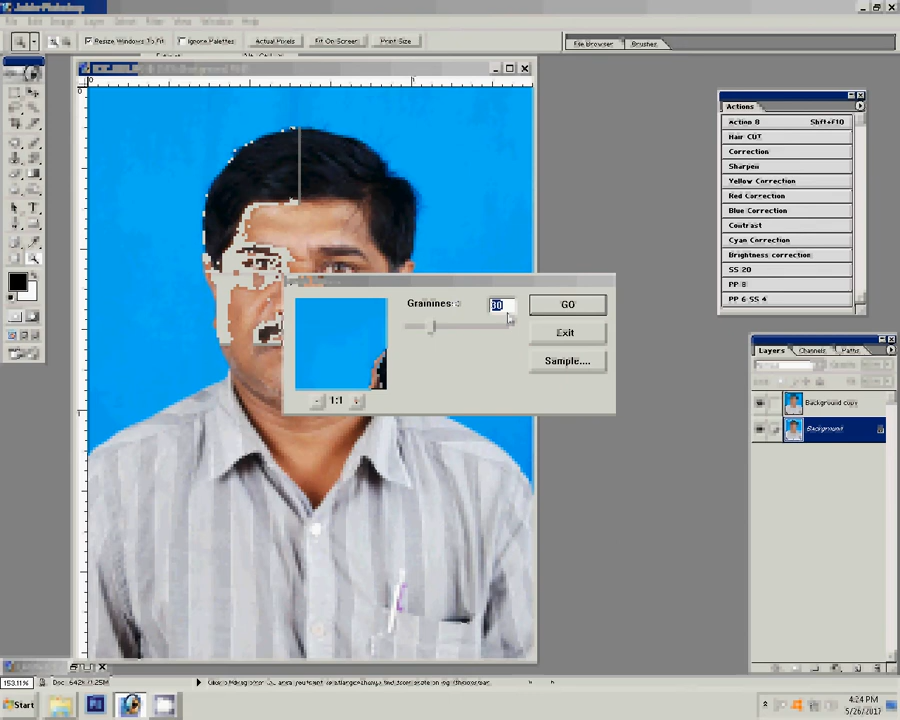 Adobe Photoshop
File Edit Image Layer Select Filter View Window Help
Resize Windows To Fit Ignore Palettes Actual Pixels Fit On Screen Print Size
File Browser Brushes
Actions
Action 8 Shift+F10
Hair CUT
Correction
Sharpen
Yellow Correction
Red Correction
Blue Correction
Contrast
Cyan Correction
Brightness correction
SS 20
PP 8
PP 6 SS 4
Grainines
30
GO
Exit
Sample....
- 1:1 +
Layers Channels Paths
Background copy
Background
153.11% Doc: 642K/1.25M
Start
4:24 PM
5/26/2017